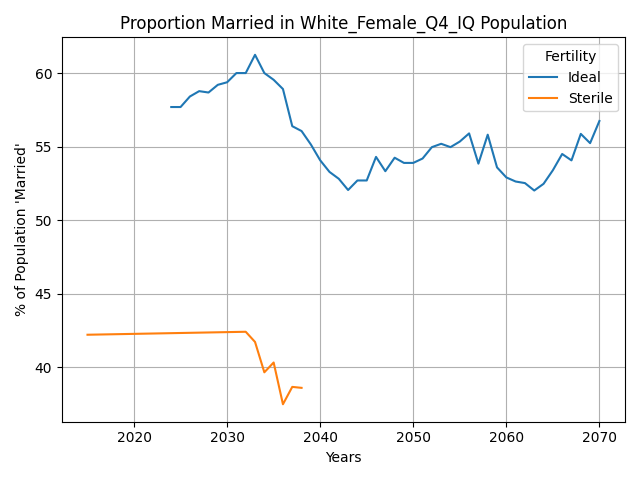 Proportion Married in White_Female_Q4_IQ Population
Fertility
Ideal
Sterile
% of Population 'Married'
60
55
50
45
40
2020 2030 2040 2050 2060 2070
Years